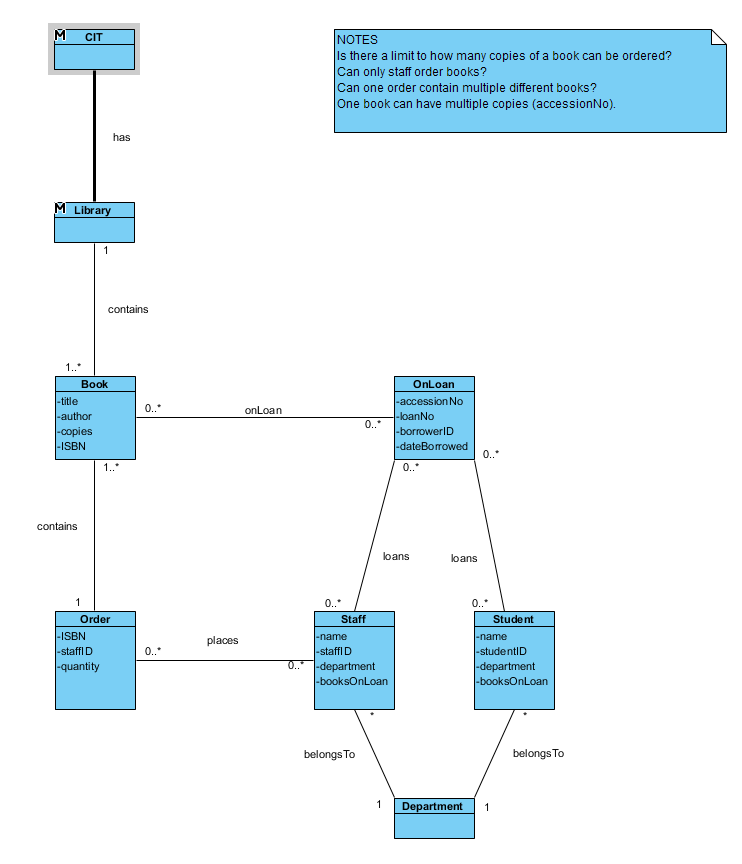 CIT
NOTES
Is there a limit to how many copies of a book can be ordered?
Can only staff order books?
Can one order contain multiple different books?
One book can have multiple copies (accessionNo).
has
Library
1
contains
1..*
Book
-title
-author
-copies
-ISBN
0..*
onLoan
0..*
OnLoan
-accessionNo
-loanNo
-borrowerID
-dateBorrowed
1..*
0..*
0..*
contains
loans
loans
1
0..*
0..*
Order
-ISBN
-staffID
-quantity
0..*
places
0..*
Staff
-name
-staffID
-department
-booksOnLoan
Student
-name
-studentID
-department
-booksOnLoan
*
*
belongsTo
belongsTo
1
1
Department